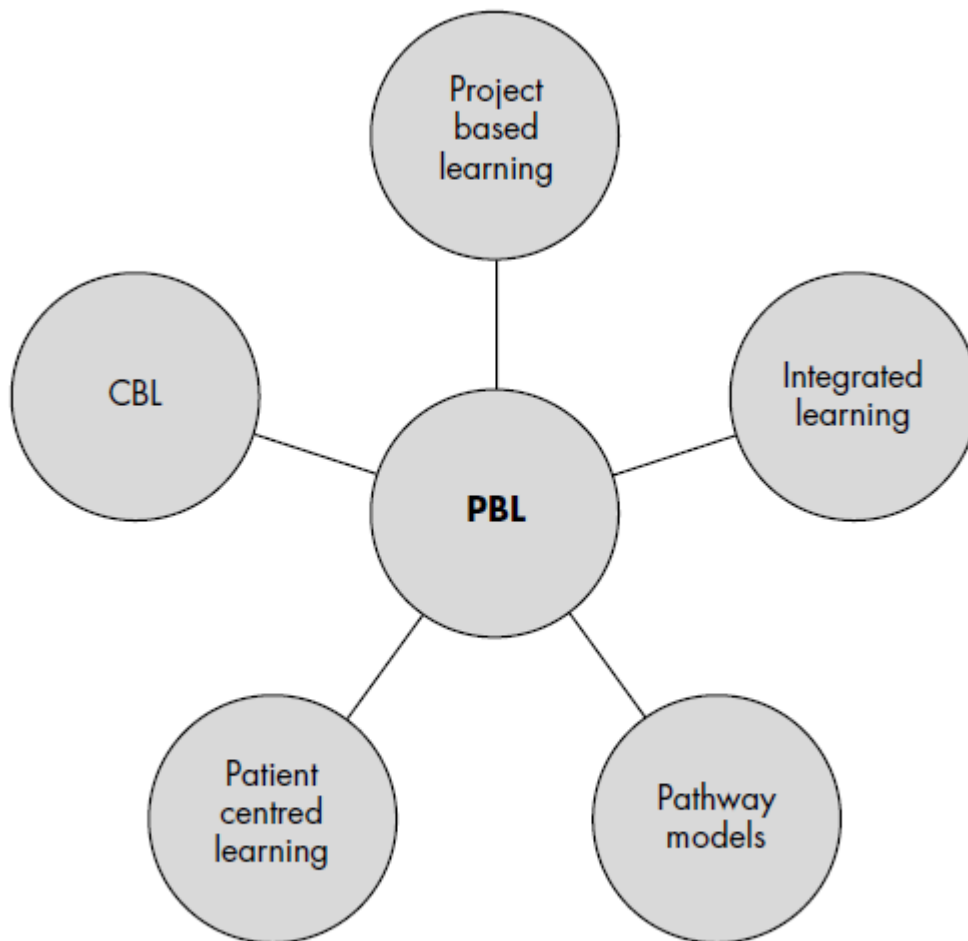 Project
based
learning
CBL
Integrated
learning
PBL
Patient
centred
learning
Pathway
models